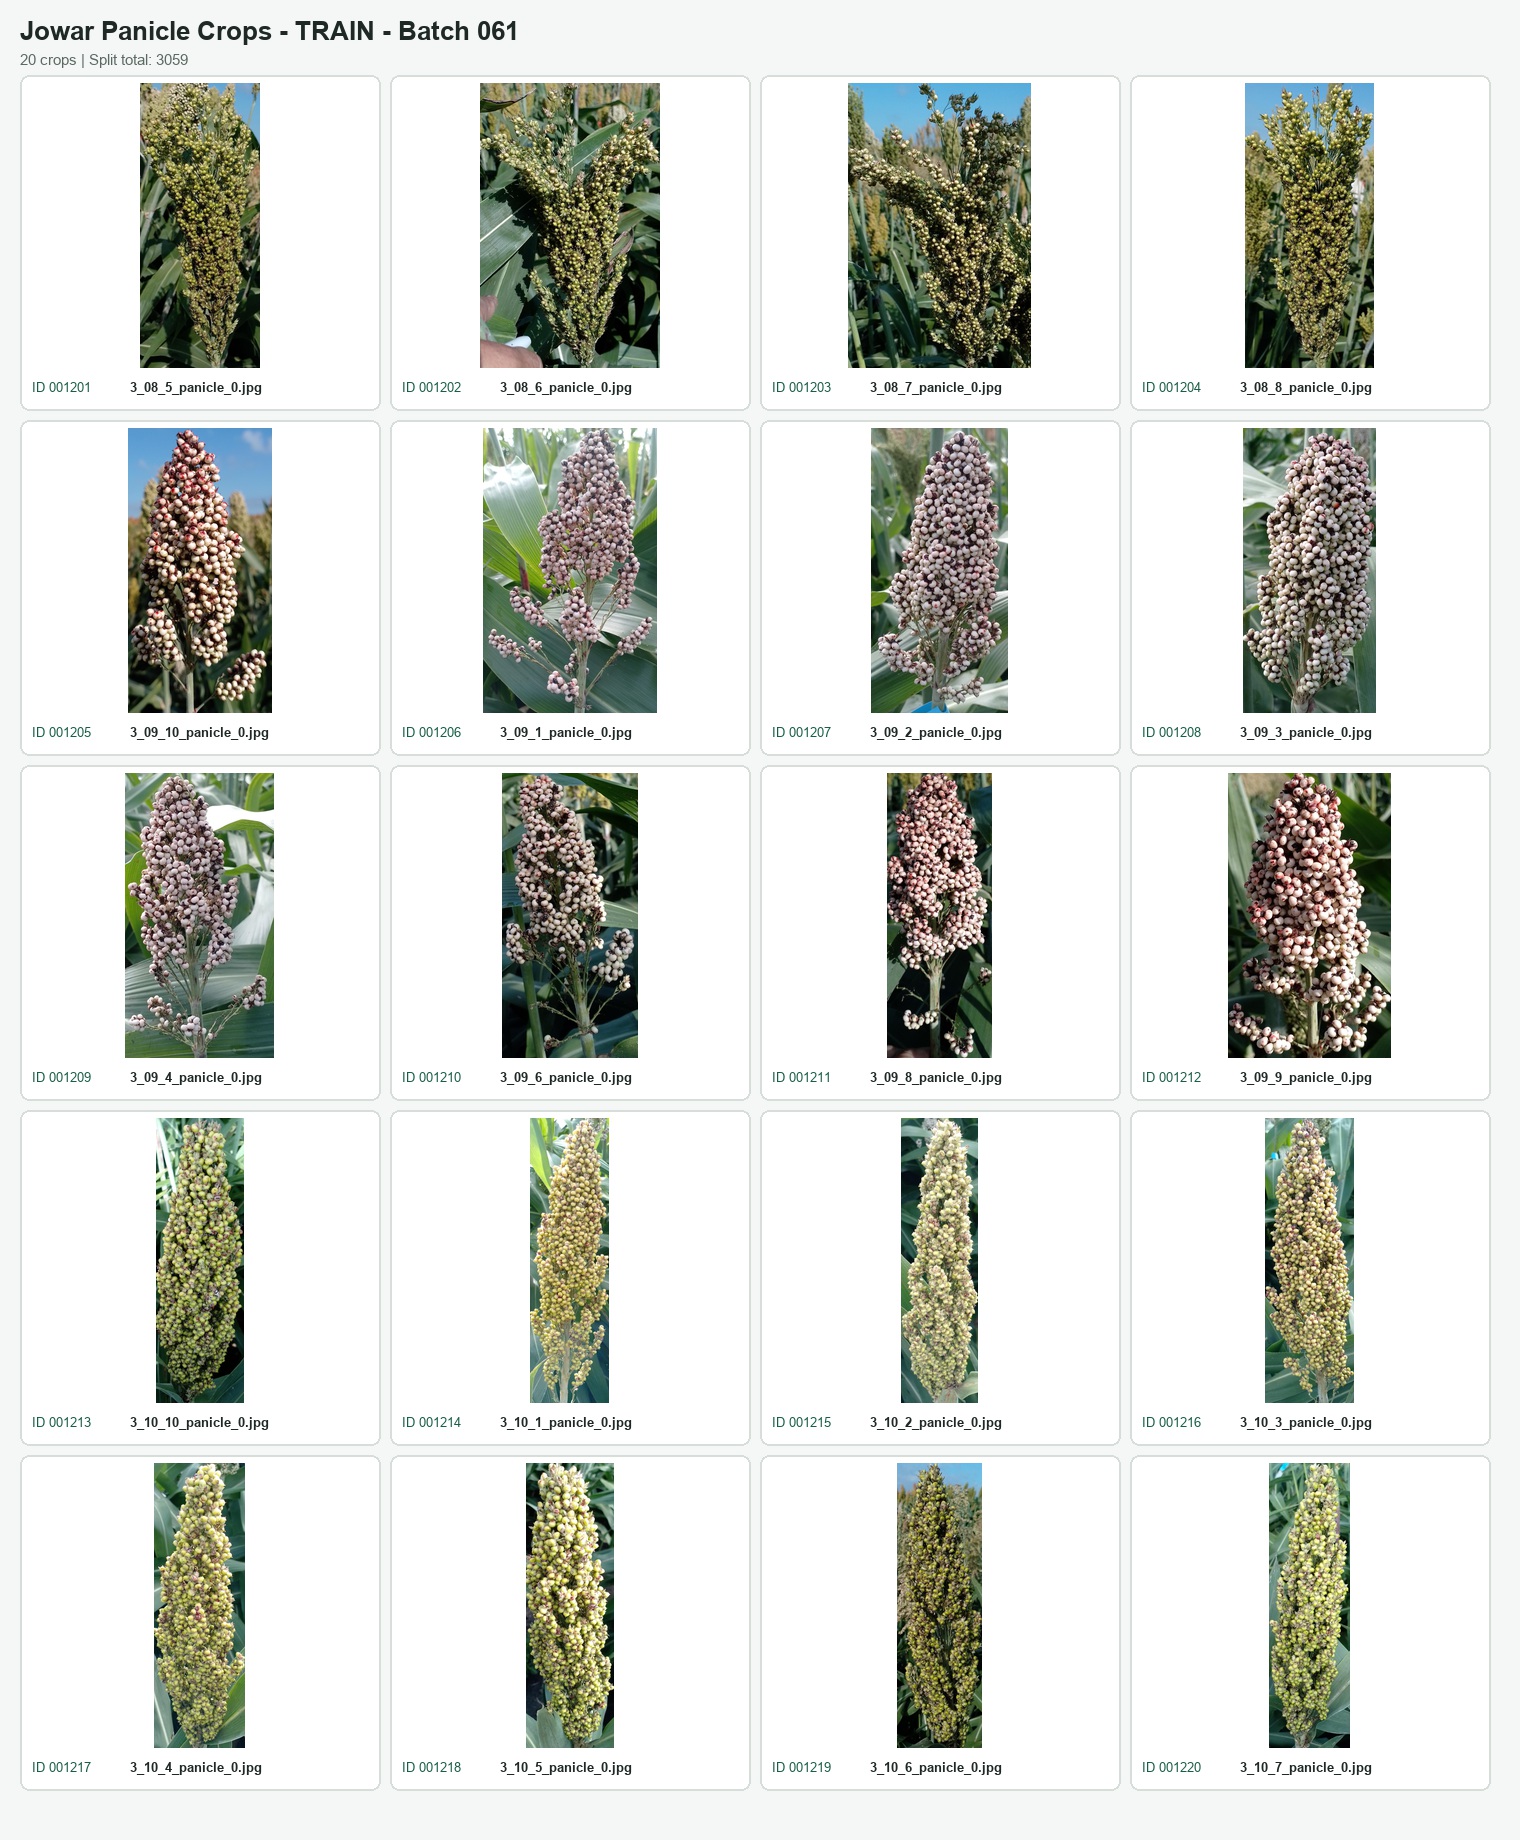 Jowar Panicle Crops - TRAIN - Batch 061
20 crops | Split total: 3059
ID 001201 3_08_5_panicle_0.jpg
ID 001202 3_08_6_panicle_0.jpg
ID 001203 3_08_7_panicle_0.jpg
ID 001204 3_08_8_panicle_0.jpg
ID 001205 3_09_10_panicle_0.jpg
ID 001206 3_09_1_panicle_0.jpg
ID 001207 3_09_2_panicle_0.jpg
ID 001208 3_09_3_panicle_0.jpg
ID 001209 3_09_4_panicle_0.jpg
ID 001210 3_09_6_panicle_0.jpg
ID 001211 3_09_8_panicle_0.jpg
ID 001212 3_09_9_panicle_0.jpg
ID 001213 3_10_10_panicle_0.jpg
ID 001214 3_10_1_panicle_0.jpg
ID 001215 3_10_2_panicle_0.jpg
ID 001216 3_10_3_panicle_0.jpg
ID 001217 3_10_4_panicle_0.jpg
ID 001218 3_10_5_panicle_0.jpg
ID 001219 3_10_6_panicle_0.jpg
ID 001220 3_10_7_panicle_0.jpg